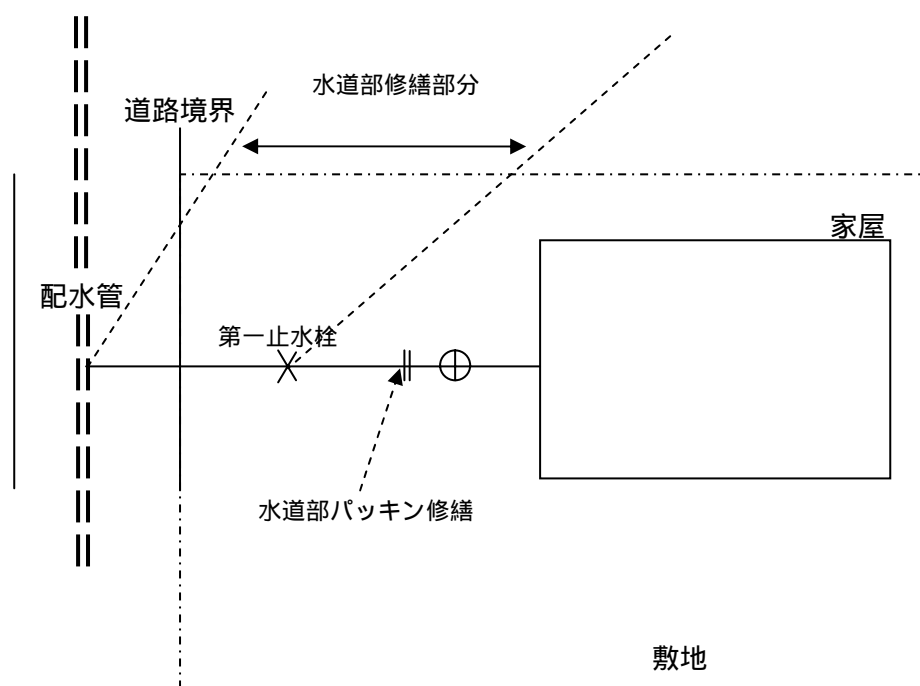 水道部修繕部分
道路境界
家屋
配水管
第一止水栓
水道部パッキン修繕
敷地